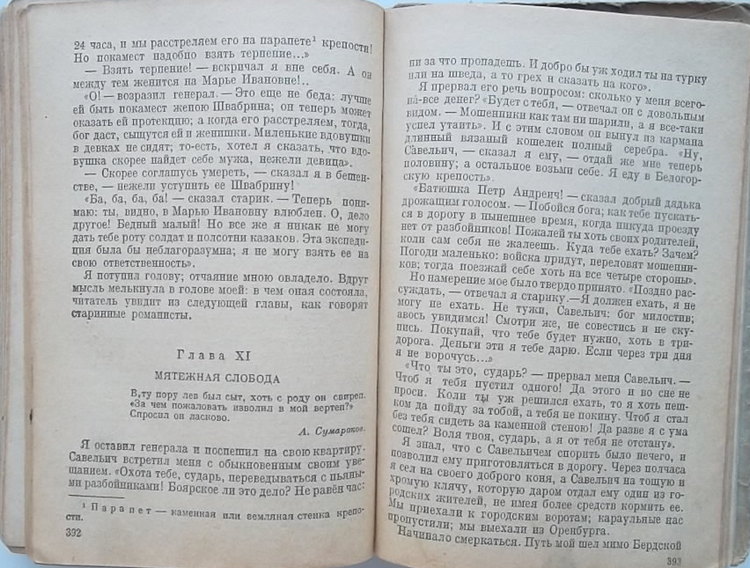 24 часа, и мы расстреляем его на парапете¹ крепости!
Но покамест надобно взять терпение...»
— Взять терпение! — вскричал я вне себя. А он
между тем женится на Марье Ивановне!..
«О! — возразил генерал. — Это еще не беда: лучше
ей быть покамест женою Швабрина; он теперь может
оказать ей протекцию; а когда его расстреляем, тогда,
бог даст, сыщутся ей и женишки. Миленькие вдовушки
в девках не сидят; то-есть, хотел я сказать, что вдо-
вушка скорее найдет себе мужа, нежели девица».
— Скорее соглашусь умереть, — сказал я в бешен-
стве, — нежели уступить ее Швабрину!
«Ба, ба, ба, ба! — сказал старик. — Теперь пони-
маю: ты, видно, в Марью Ивановну влюблен. О, дело
другое! Бедный малый! Но все же я никак не могу
дать тебе роту солдат и полсотни казаков. Эта экспеди-
ция была бы неблагоразумна; я не могу взять ее на
свою ответственность».
Я потупил голову; отчаяние мною овладело. Вдруг
мысль мелькнула в голове моей: в чем оная состояла,
читатель увидит из следующей главы, как говорят
старинные романисты.
Глава XI
МЯТЕЖНАЯ СЛОБОДА
В ту пору лев был сыт, хоть с роду он свиреп.
«За чем пожаловать изволил в мой вертеп?»
Спросил он ласково.
А. Сумароков.
Я оставил генерала и поспешил на свою квартиру.
Савельич встретил меня с обыкновенным своим уве-
щанием. «Охота тебе, сударь, переведываться с пьяны-
ми разбойниками! Боярское ли это дело? Не равён час:
¹ Парапет — каменная или земляная стенка крепо-
сти.
392
ни за что пропадешь. И добро бы уж ходил ты на турку
или на шведа, а то грех и сказать на кого».
Я прервал его речь вопросом: сколько у меня всего-
на-все денег? «Будет с тебя, — отвечал он с довольным
видом. — Мошенники как там ни шарили, а я все-таки
успел утаить». И с этим словом он вынул из кармана
длинный вязаный кошелек полный серебра. «Ну,
Савельич, — сказал я ему, — отдай же мне теперь
половину; а остальное возьми себе. Я еду в Белогор-
скую крепость».
«Батюшка Петр Андреич! — сказал добрый дядька
дрожащим голосом. — Побойся бога; как тебе пускать-
ся в дорогу в нынешнее время, когда никуда проезду
нет от разбойников! Пожалей ты хоть своих родителей,
коли сам себя не жалеешь. Куда тебе ехать? Зачем?
Погоди маленько: войска придут, переловят мошенни-
ков; тогда поезжай себе хоть на все четыре стороны».
Но намерение мое было твердо принято. «Поздно рас-
суждать, — отвечал я старику. — Я должен ехать, я не
могу не ехать. Не тужи, Савельич: бог милостив;
авось увидимся! Смотри же, не совестись и не ску-
пись. Покупай, что тебе будет нужно, хоть в три-
дорога. Деньги эти я тебе дарю. Если через три дня
я не ворочусь...»
«Что ты это, сударь? — прервал меня Савельич. —
Чтоб я тебя пустил одного! Да этого и во сне не
проси. Коли ты уж решился ехать, то я хоть пеш-
ком да пойду за тобой, а тебя не покину. Чтоб я стал
без тебя сидеть за каменной стеною! Да разве я с ума
сошел? Воля твоя, сударь, а я от тебя не отстану».
Я знал, что с Савельичем спорить было нечего, и
позволил ему приготовляться в дорогу. Через полчаса
я сел на своего доброго коня, а Савельич на тощую и
хромую клячу, которую даром отдал ему один из го-
родских жителей, не имея более средств кормить ее.
Мы приехали к городским воротам; караульные нас
пропустили; мы выехали из Оренбурга.
Начинало смеркаться. Путь мой шел мимо Бердской
393